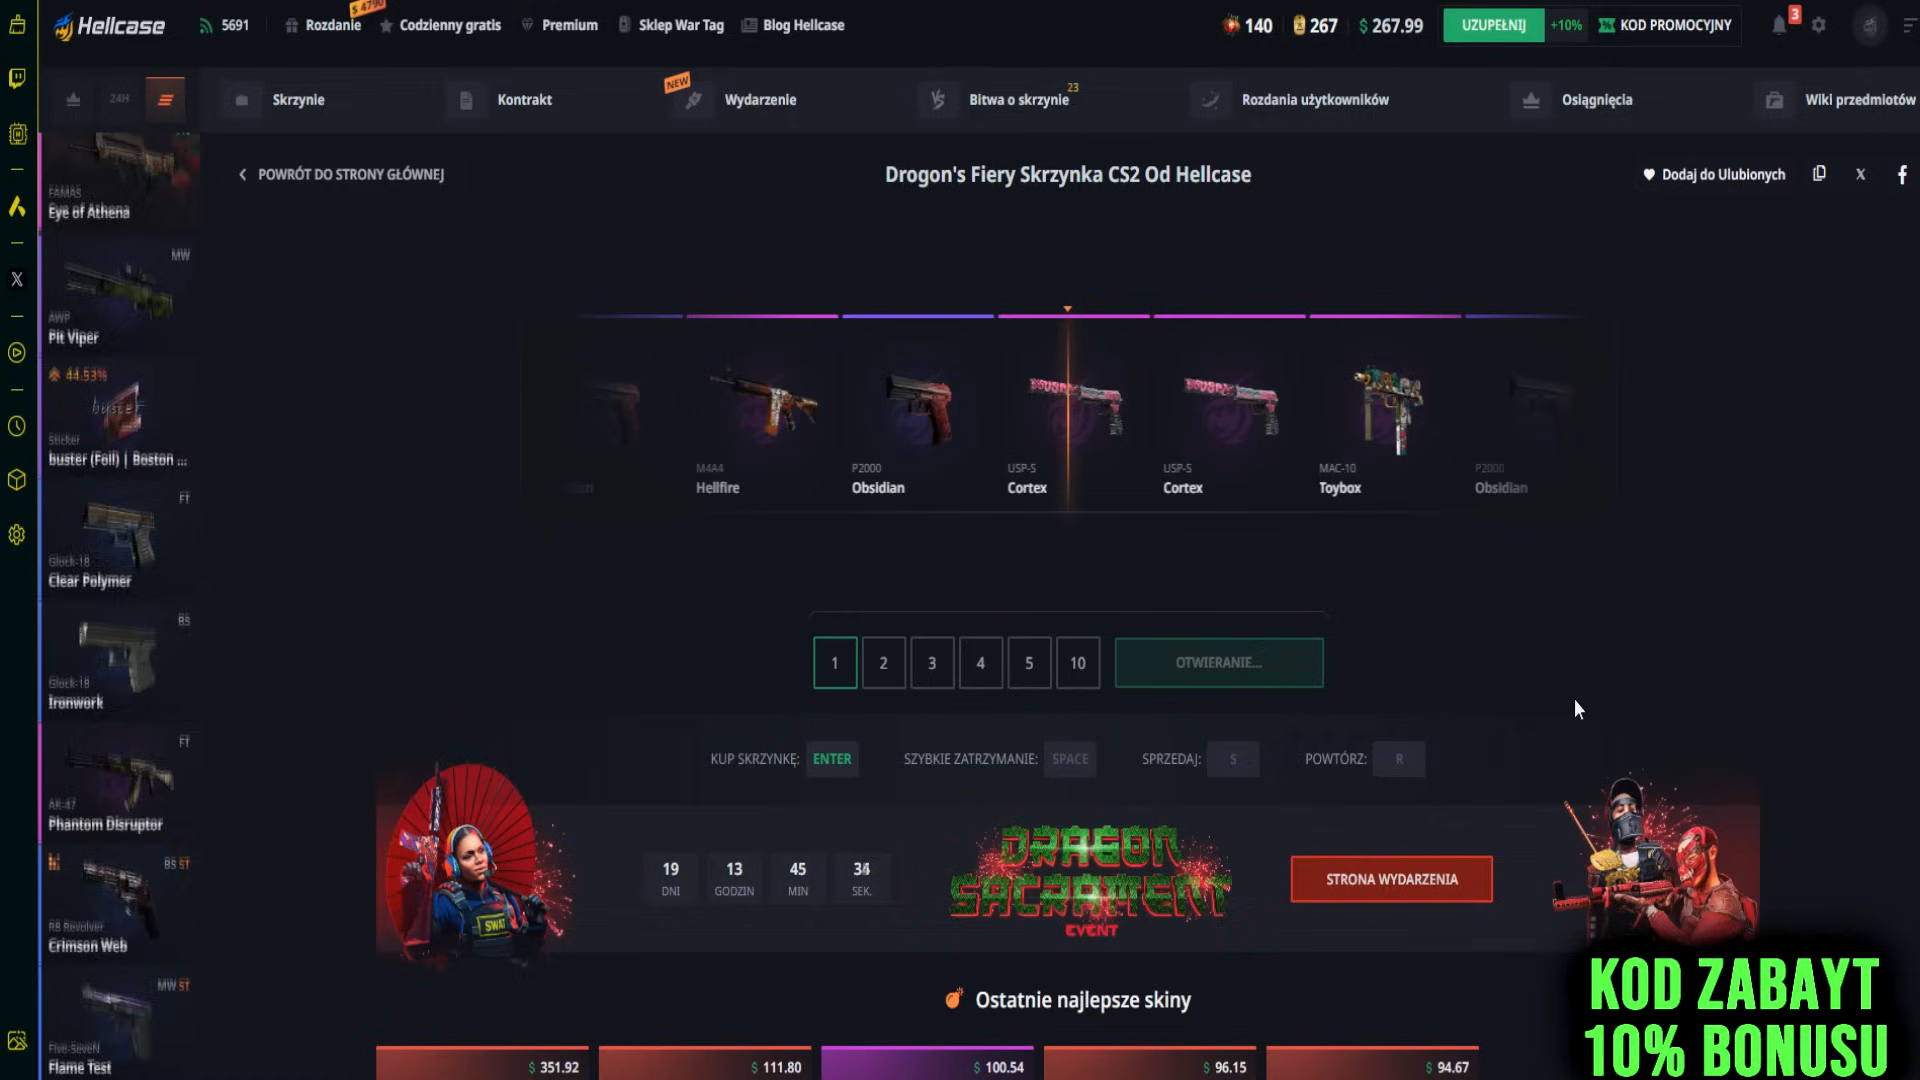 Hellcase
5691
Rozdanie
$ 4790
Codzienny gratis
Premium
Sklep War Tag
Blog Hellcase
140
267
$ 267.99
UZUPEŁNIJ
+10%
KOD PROMOCYJNY
3
24H
Skrzynie
Kontrakt
NEW
Wydarzenie
Bitwa o skrzynie
23
Rozdania użytkowników
Osiągnięcia
Wiki przedmiotów
POWRÓT DO STRONY GŁÓWNEJ
Drogon's Fiery Skrzynka CS2 Od Hellcase
Dodaj do Ulubionych
FAMAS
Eye of Athena
MW
AWP
Pit Viper
44.53%
Sticker
buster (Foil) | Boston ...
FT
Glock-18
Clear Polymer
BS
Glock-18
Ironwork
FT
AK-47
Phantom Disruptor
BS ST
R8 Revolver
Crimson Web
MW ST
Five-SeveN
Flame Test
M4A4
Hellfire
P2000
Obsidian
USP-S
Cortex
USP-S
Cortex
MAC-10
Toybox
P2000
Obsidian
1
2
3
4
5
10
OTWIERANIE...
KUP SKRZYNKĘ:
ENTER
SZYBKIE ZATRZYMANIE:
SPACE
SPRZEDAJ:
S
POWTÓRZ:
R
SWAT
19
DNI
13
GODZIN
45
MIN
34
SEK.
DRAGON
SACRAMENT
EVENT
STRONA WYDARZENIA
Ostatnie najlepsze skiny
$ 351.92
$ 111.80
$ 100.54
$ 96.15
$ 94.67
KOD ZABAYT
10% BONUSU